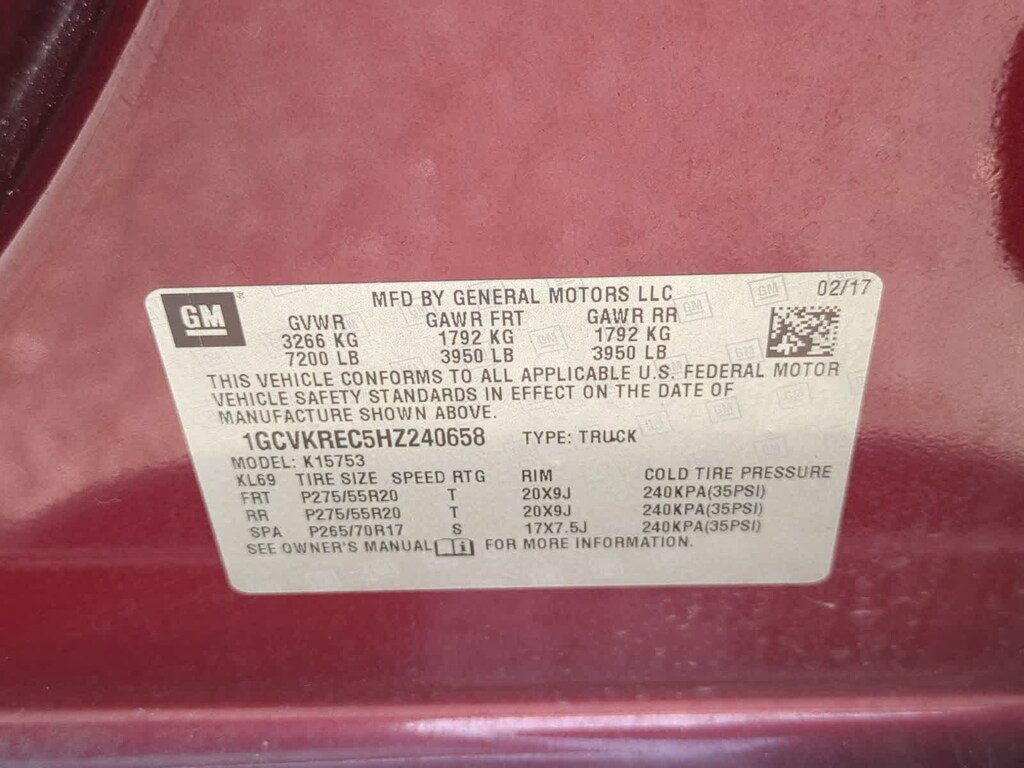 GM
MFD BY GENERAL MOTORS LLC 02/17
GVWR GAWR FRT GAWR RR
3266 KG 1792 KG 1792 KG
7200 LB 3950 LB 3950 LB
THIS VEHICLE CONFORMS TO ALL APPLICABLE U.S. FEDERAL MOTOR
VEHICLE SAFETY STANDARDS IN EFFECT ON THE DATE OF
MANUFACTURE SHOWN ABOVE.
1GCVKREC5HZ240658 TYPE: TRUCK
MODEL: K15753
KL69 TIRE SIZE SPEED RTG RIM COLD TIRE PRESSURE
FRT P275/55R20 T 20X9J 240KPA(35PSI)
RR P275/55R20 T 20X9J 240KPA(35PSI)
SPA P265/70R17 S 17X7.5J 240KPA(35PSI)
SEE OWNER'S MANUAL FOR MORE INFORMATION.